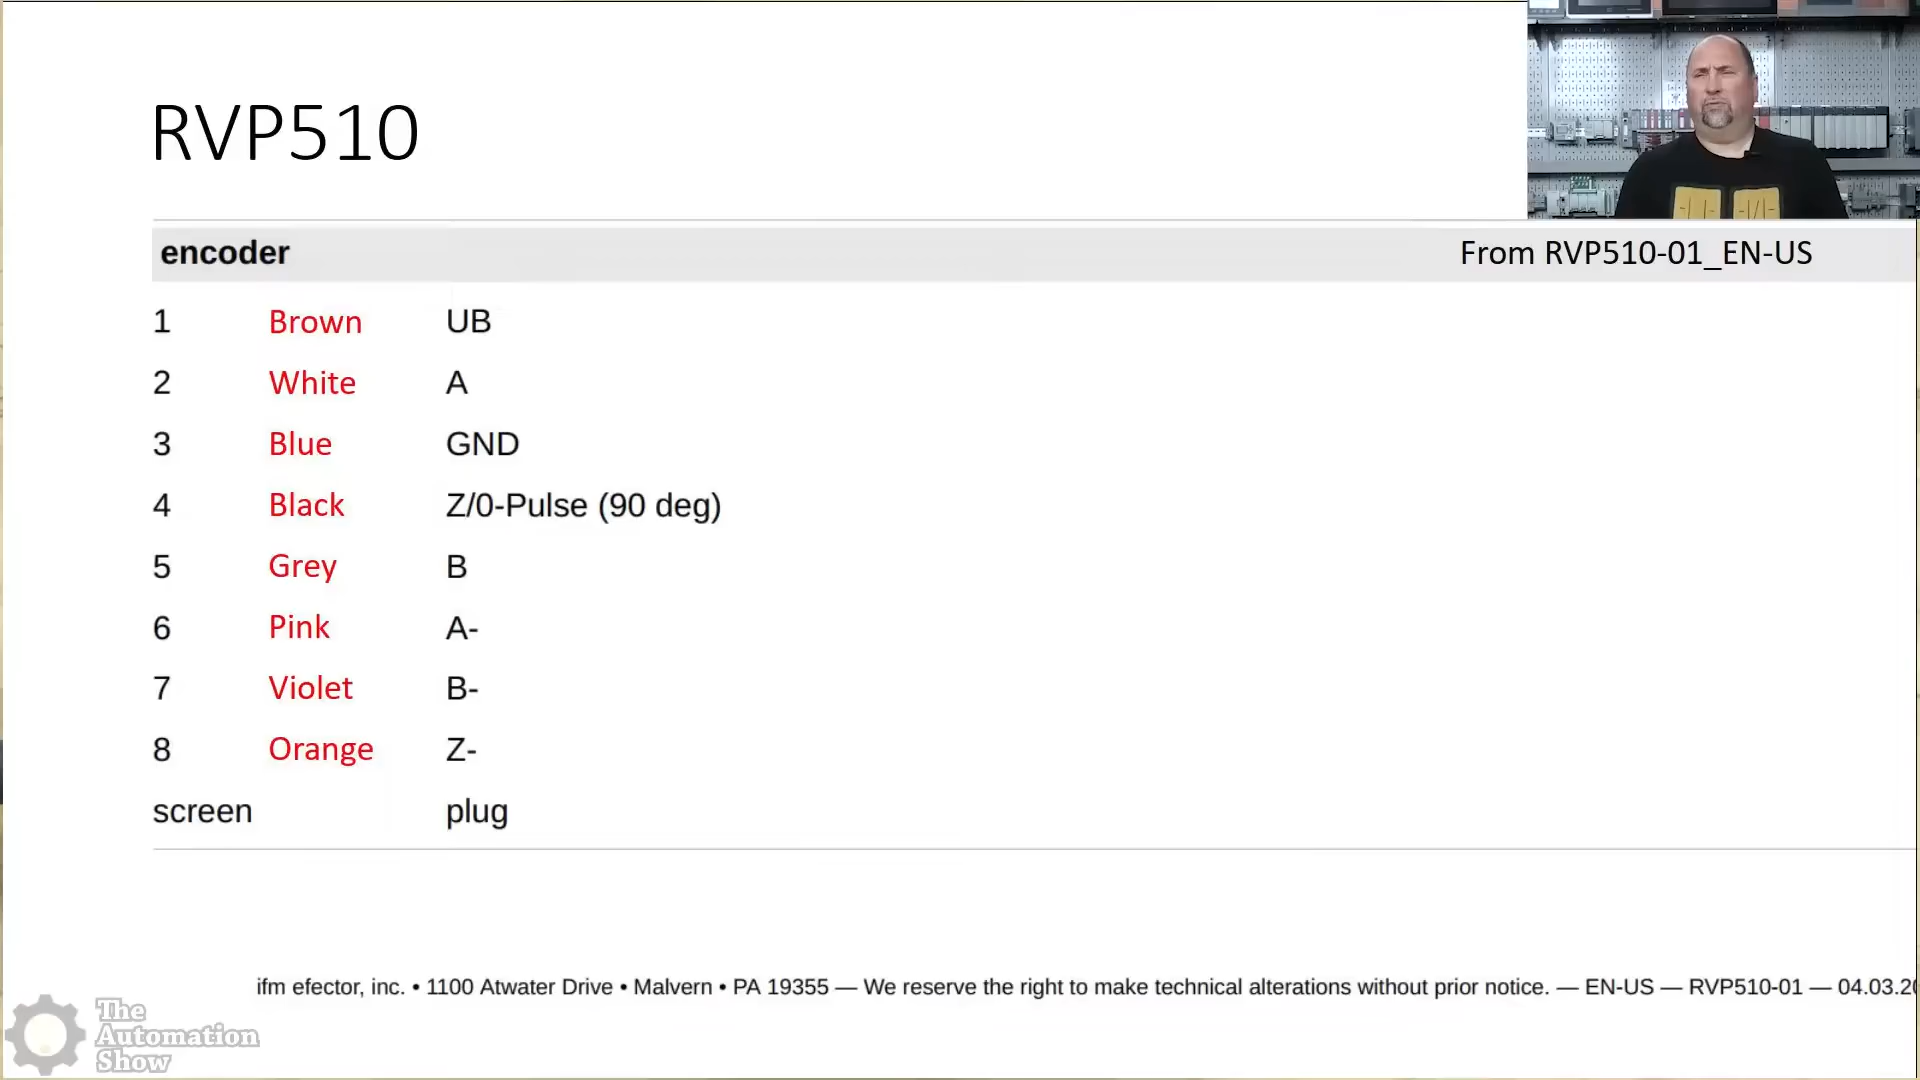 RVP510
encoder From RVP510-01_EN-US
1 Brown UB
2 White A
3 Blue GND
4 Black Z/0-Pulse (90 deg)
5 Grey B
6 Pink A-
7 Violet B-
8 Orange Z-
screen plug
ifm efector, inc. • 1100 Atwater Drive • Malvern • PA 19355 — We reserve the right to make technical alterations without prior notice. — EN-US — RVP510-01 — 04.03.20
The
Automation
Show